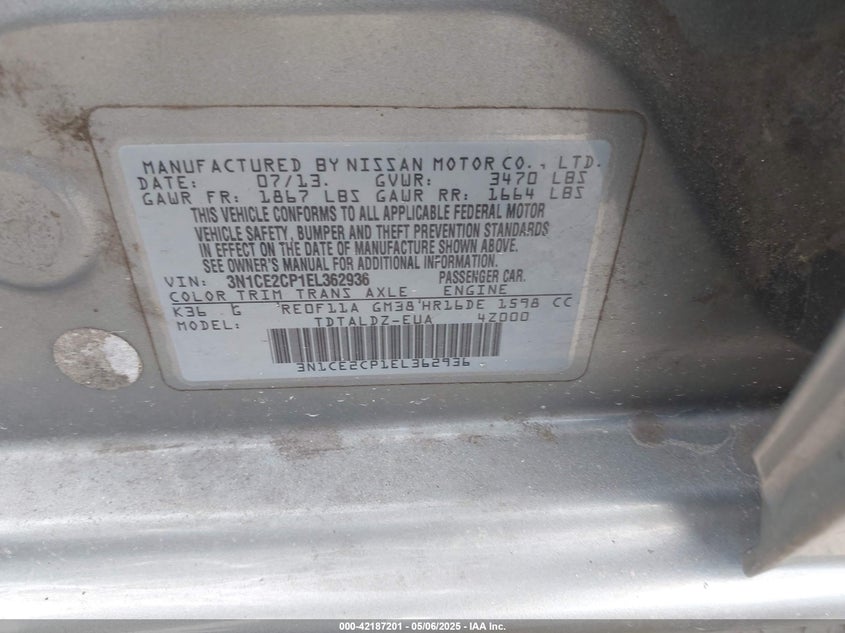 MANUFACTURED BY NISSAN MOTOR CO., LTD.
DATE: 07/13. GVWR: 3470 LBS
GAWR FR: 1867 LBS GAWR RR: 1664 LBS
THIS VEHICLE CONFORMS TO ALL APPLICABLE FEDERAL MOTOR
VEHICLE SAFETY, BUMPER AND THEFT PREVENTION STANDARDS
IN EFFECT ON THE DATE OF MANUFACTURE SHOWN ABOVE.
SEE OWNER'S MANUAL FOR ADDITIONAL INFORMATION.
VIN: 3N1CE2CP1EL362936 PASSENGER CAR.
COLOR TRIM TRANS AXLE ENGINE
K36 G REOF11A GM38 HR16DE 1598 CC
MODEL: TDTALDZ-EUA 4Z000
3N1CE2CP1EL362936
000-42187201 - 05/06/2025 - IAA Inc.